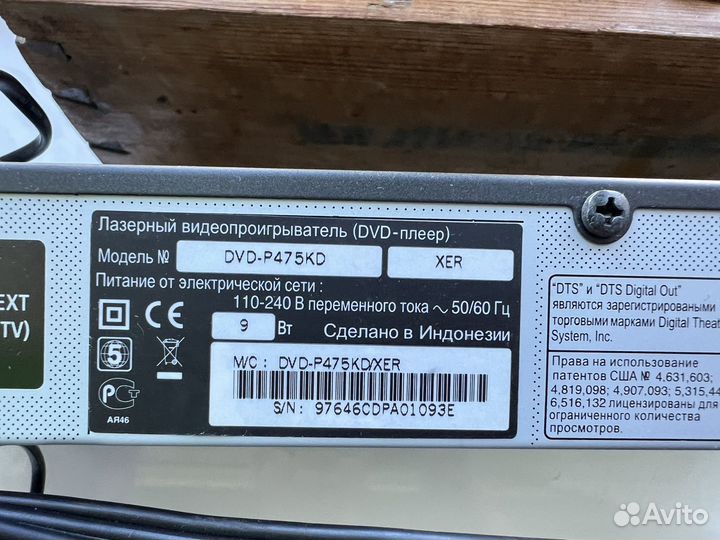 Лазерный видеопроигрыватель (DVD-плеер)
Модель № DVD-P475KD XER
Питание от электрической сети :
110-240 В переменного тока ~ 50/60 Гц
CE 9 Вт Сделано в Индонезии
5
M/C : DVD-P475KD/XER
S/N : 97646CDPA01093E
АЯ46
EXT
TV)
"DTS" и "DTS Digital Out"
являются зарегистрированными
торговыми марками Digital Theat
System, Inc.
Права на использование
патентов США № 4,631,603;
4,819,098; 4,907,093; 5,315,44
6,516,132 лицензированы для
ограниченного количества
просмотра.
Avito